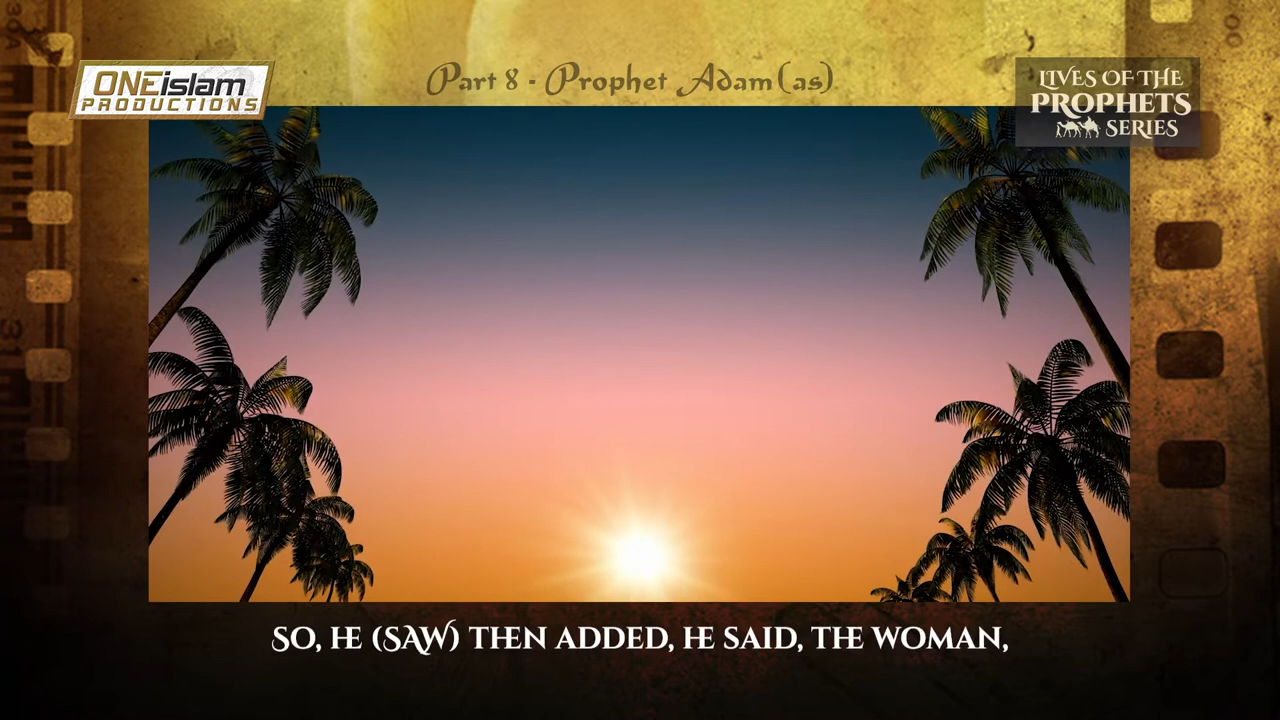 ONEislam
PRODUCTIONS
Part 8 - Prophet Adam (as)
LIVES OF THE
PROPHETS
SERIES
SO, HE (SAW) THEN ADDED, HE SAID, THE WOMAN,